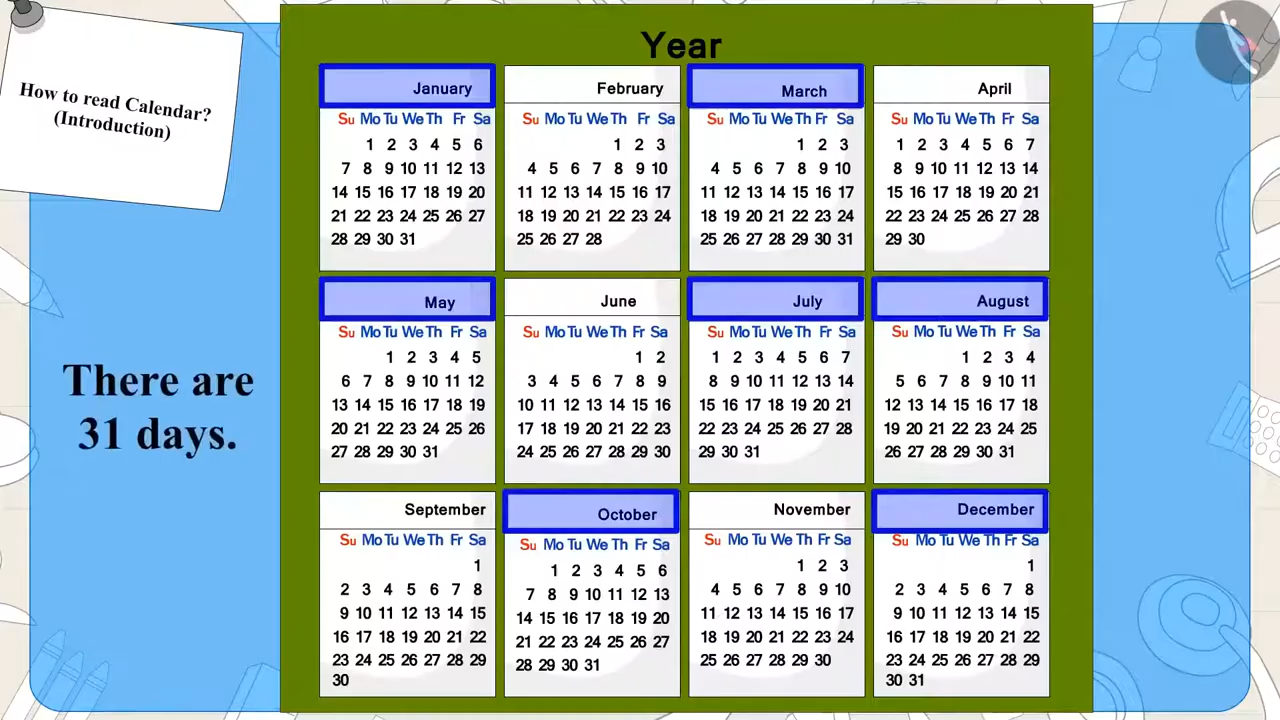 How to read Calendar?
(Introduction)
There are
31 days.
Year
January
Su Mo Tu We Th Fr Sa
1 2 3 4 5 6
7 8 9 10 11 12 13
14 15 16 17 18 19 20
21 22 23 24 25 26 27
28 29 30 31
February
Su Mo Tu We Th Fr Sa
1 2 3
4 5 6 7 8 9 10
11 12 13 14 15 16 17
18 19 20 21 22 23 24
25 26 27 28
March
Su Mo Tu We Th Fr Sa
1 2 3
4 5 6 7 8 9 10
11 12 13 14 15 16 17
18 19 20 21 22 23 24
25 26 27 28 29 30 31
April
Su Mo Tu We Th Fr Sa
1 2 3 4 5 6 7
8 9 10 11 12 13 14
15 16 17 18 19 20 21
22 23 24 25 26 27 28
29 30
May
Su Mo Tu We Th Fr Sa
1 2 3 4 5
6 7 8 9 10 11 12
13 14 15 16 17 18 19
20 21 22 23 24 25 26
27 28 29 30 31
June
Su Mo Tu We Th Fr Sa
1 2
3 4 5 6 7 8 9
10 11 12 13 14 15 16
17 18 19 20 21 22 23
24 25 26 27 28 29 30
July
Su Mo Tu We Th Fr Sa
1 2 3 4 5 6 7
8 9 10 11 12 13 14
15 16 17 18 19 20 21
22 23 24 25 26 27 28
29 30 31
August
Su Mo Tu We Th Fr Sa
1 2 3 4
5 6 7 8 9 10 11
12 13 14 15 16 17 18
19 20 21 22 23 24 25
26 27 28 29 30 31
September
Su Mo Tu We Th Fr Sa
1
2 3 4 5 6 7 8
9 10 11 12 13 14 15
16 17 18 19 20 21 22
23 24 25 26 27 28 29
30
October
Su Mo Tu We Th Fr Sa
1 2 3 4 5 6
7 8 9 10 11 12 13
14 15 16 17 18 19 20
21 22 23 24 25 26 27
28 29 30 31
November
Su Mo Tu We Th Fr Sa
1 2 3
4 5 6 7 8 9 10
11 12 13 14 15 16 17
18 19 20 21 22 23 24
25 26 27 28 29 30
December
Su Mo Tu We Th Fr Sa
1
2 3 4 5 6 7 8
9 10 11 12 13 14 15
16 17 18 19 20 21 22
23 24 25 26 27 28 29
30 31